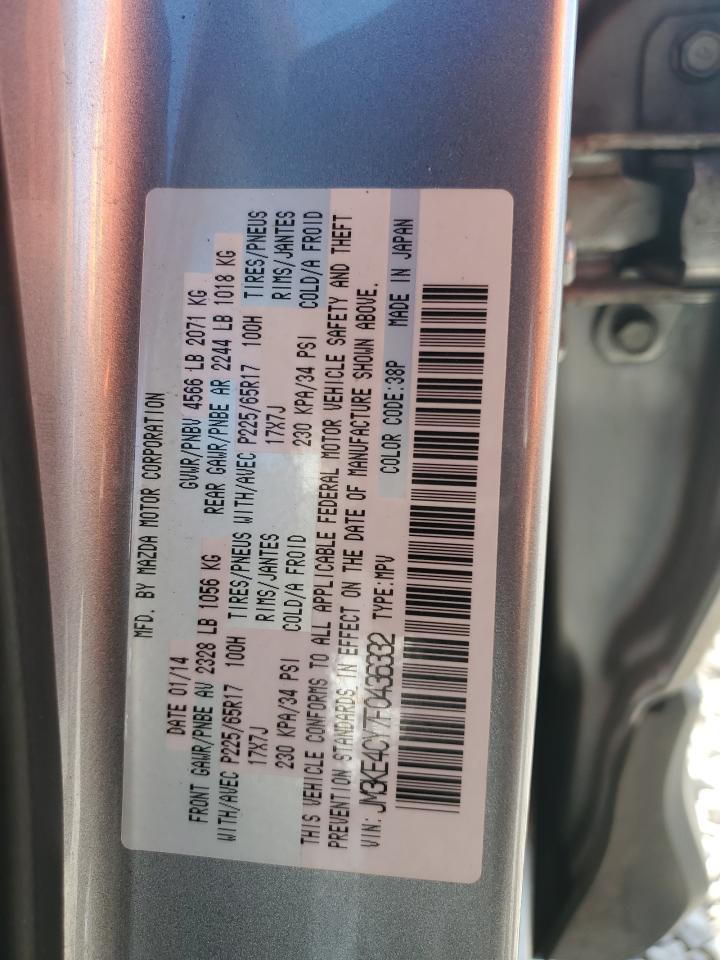 MFD. BY MAZDA MOTOR CORPORATION
DATE 01/14 GVWR/PNBV 4566 LB 2071 KG
FRONT GAWR/PNBE AV 2328 LB 1056 KG REAR GAWR/PNBE AR 2244 LB 1018 KG
WITH/AVEC P225/65R17 100H TIRES/PNEUS WITH/AVEC P225/65R17 100H TIRES/PNEUS
17X7J RIMS/JANTES 17X7J RIMS/JANTES
230 KPA/34 PSI COLD/A FROID 230 KPA/34 PSI COLD/A FROID
THIS VEHICLE CONFORMS TO ALL APPLICABLE FEDERAL MOTOR VEHICLE SAFETY AND THEFT
PREVENTION STANDARDS IN EFFECT ON THE DATE OF MANUFACTURE SHOWN ABOVE.
VIN: JM3KE4CY7F0436332 TYPE:MPV COLOR CODE:38P MADE IN JAPAN